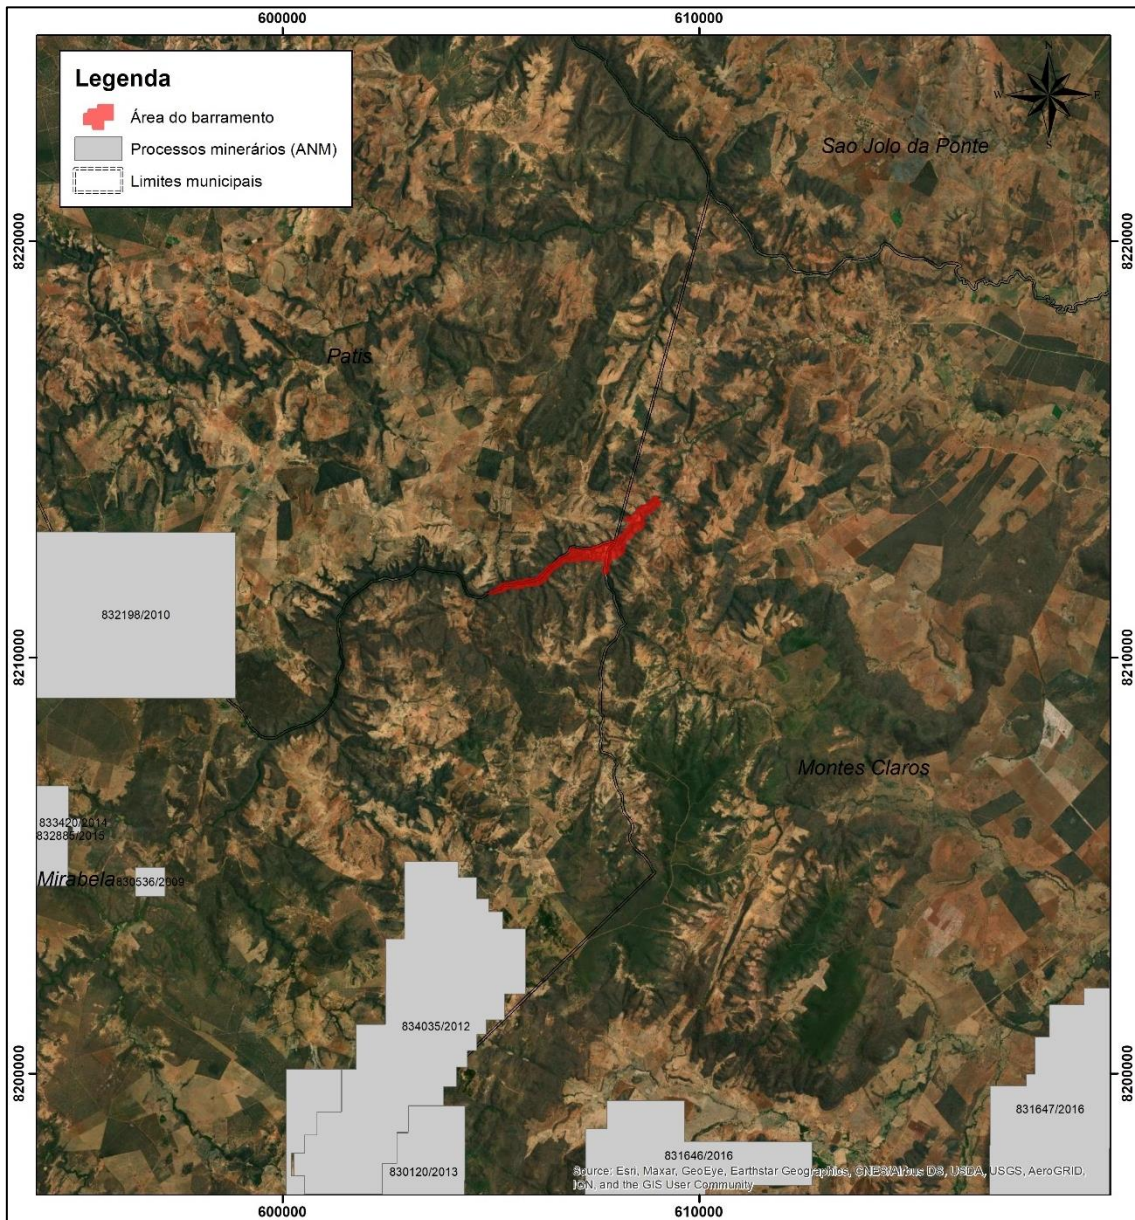 600000
610000
Legenda
Área do barramento
Processos minerários (ANM)
Limites municipais
N
W
E
S
Sao Jolo da Ponte
8220000
8220000
Patis
832198/2010
8210000
8210000
Montes Claros
833420/2014
832885/2015
Mirabela
830536/2009
834035/2012
8200000
8200000
831647/2016
831646/2016
830120/2013
Source: Esri, Maxar, GeoEye, Earthstar Geographics, CNES/Airbus DS, USDA, USGS, AeroGRID,
IGN, and the GIS User Community
600000
610000